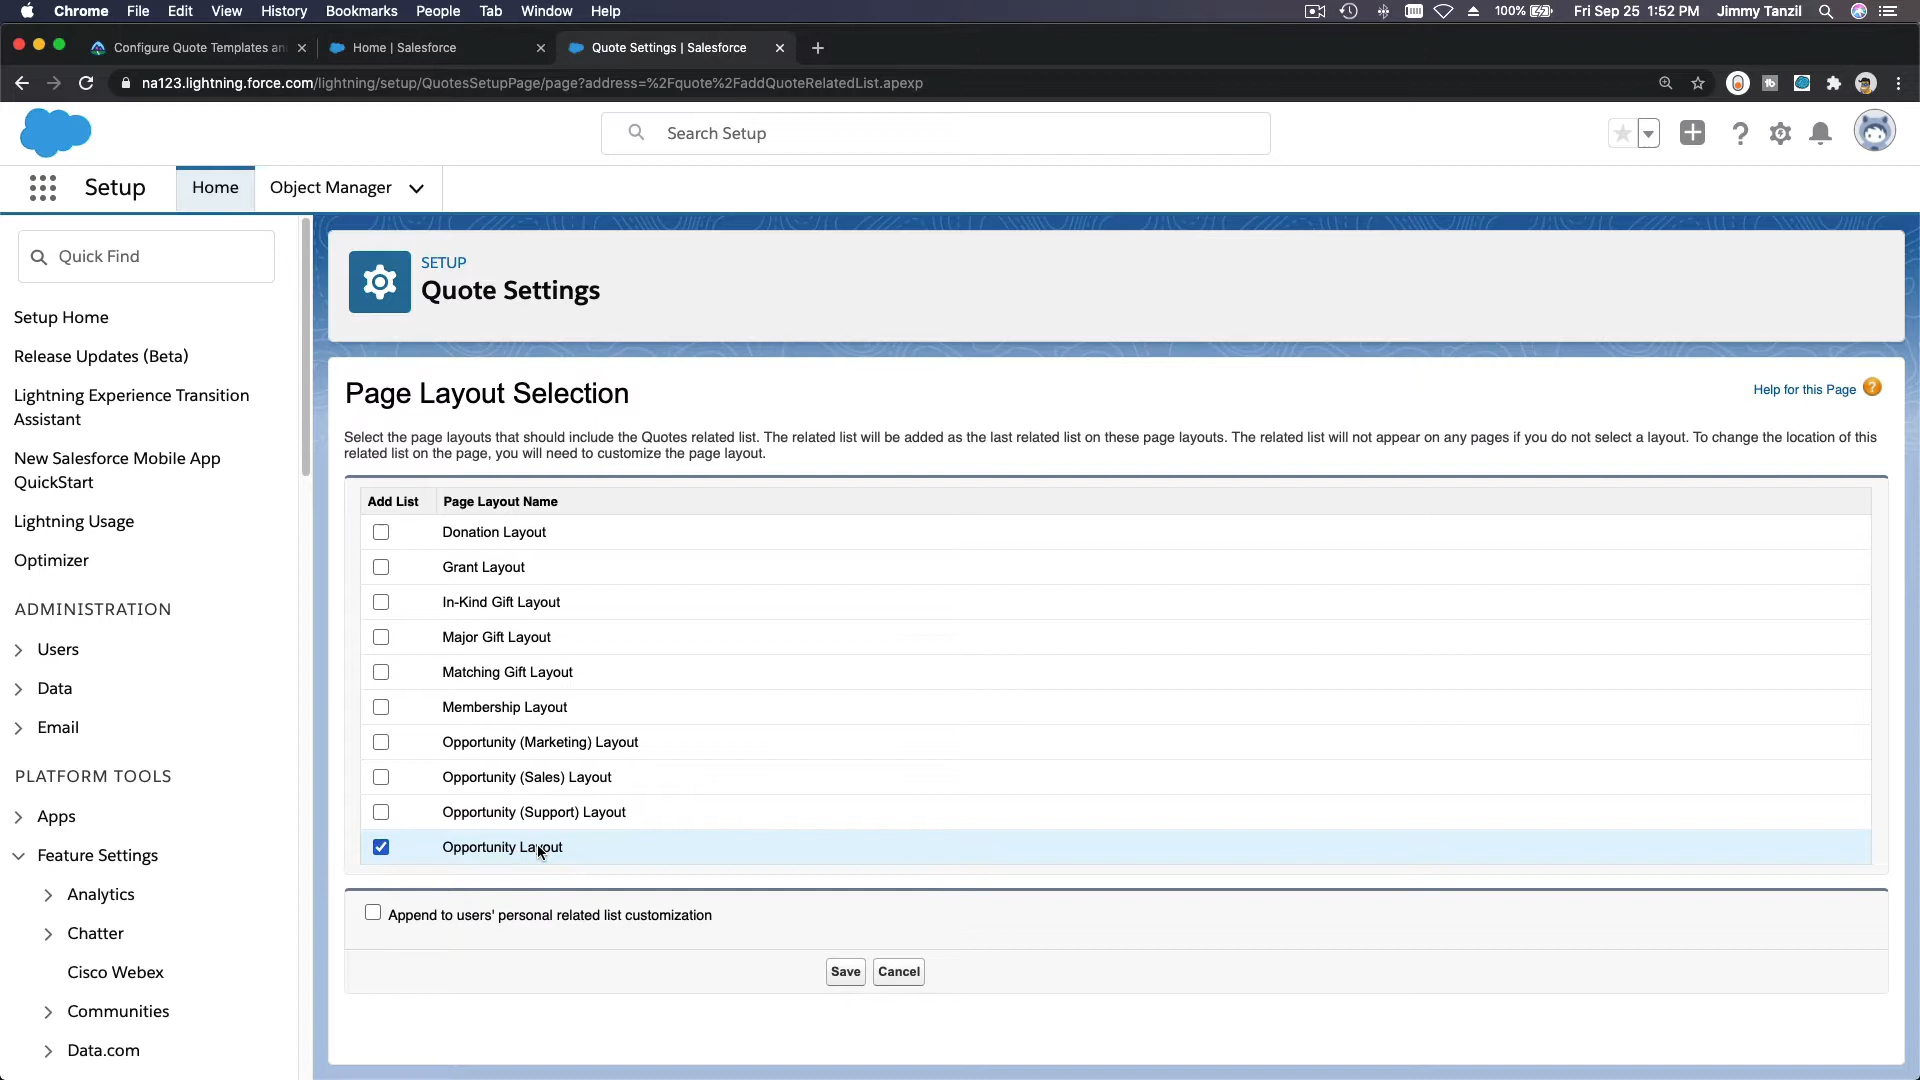 Chrome File Edit View History Bookmarks People Tab Window Help 100% Fri Sep 25 1:52 PM Jimmy Tanzil
Configure Quote Templates an Home | Salesforce Quote Settings | Salesforce
na123.lightning.force.com/lightning/setup/QuotesSetupPage/page?address=%2Fquote%2FaddQuoteRelatedList.apexp
Search Setup
Setup Home Object Manager
Quick Find
Setup Home
Release Updates (Beta)
Lightning Experience Transition
Assistant
New Salesforce Mobile App
QuickStart
Lightning Usage
Optimizer
ADMINISTRATION
Users
Data
Email
PLATFORM TOOLS
Apps
Feature Settings
Analytics
Chatter
Cisco Webex
Communities
Data.com
SETUP
Quote Settings
Page Layout Selection
Help for this Page ?
Select the page layouts that should include the Quotes related list. The related list will be added as the last related list on these page layouts. The related list will not appear on any pages if you do not select a layout. To change the location of this
related list on the page, you will need to customize the page layout.
Add List Page Layout Name
Donation Layout
Grant Layout
In-Kind Gift Layout
Major Gift Layout
Matching Gift Layout
Membership Layout
Opportunity (Marketing) Layout
Opportunity (Sales) Layout
Opportunity (Support) Layout
Opportunity Layout
Append to users' personal related list customization
Save Cancel